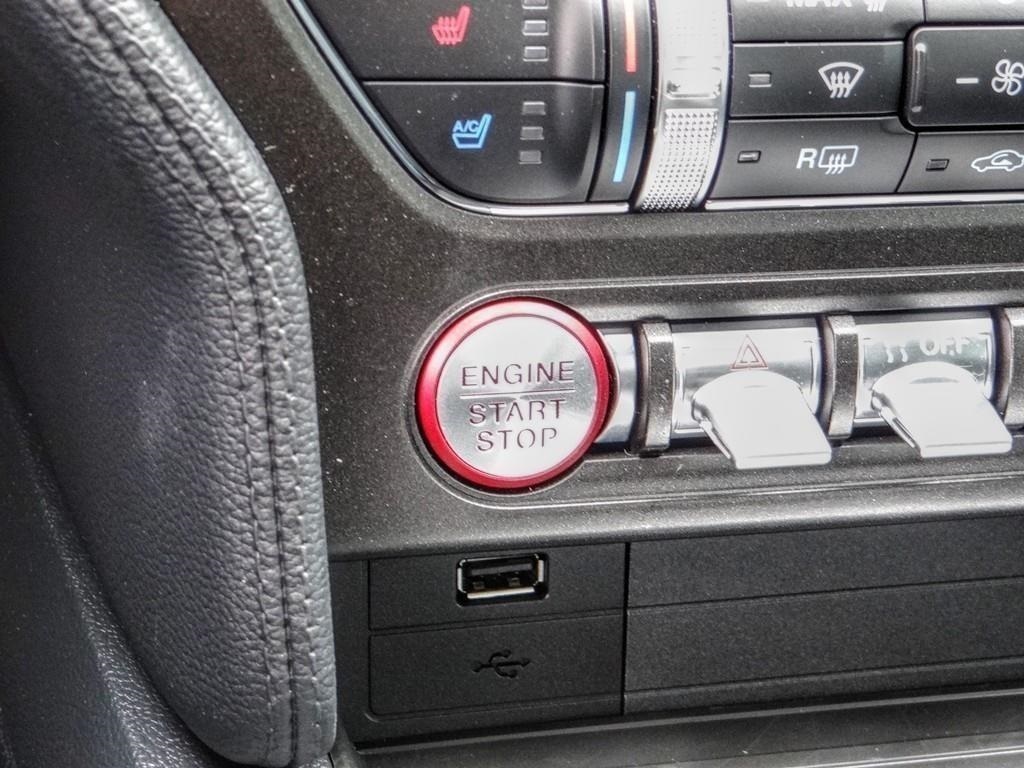 MAX
A/C
R
ENGINE
START
STOP
OFF